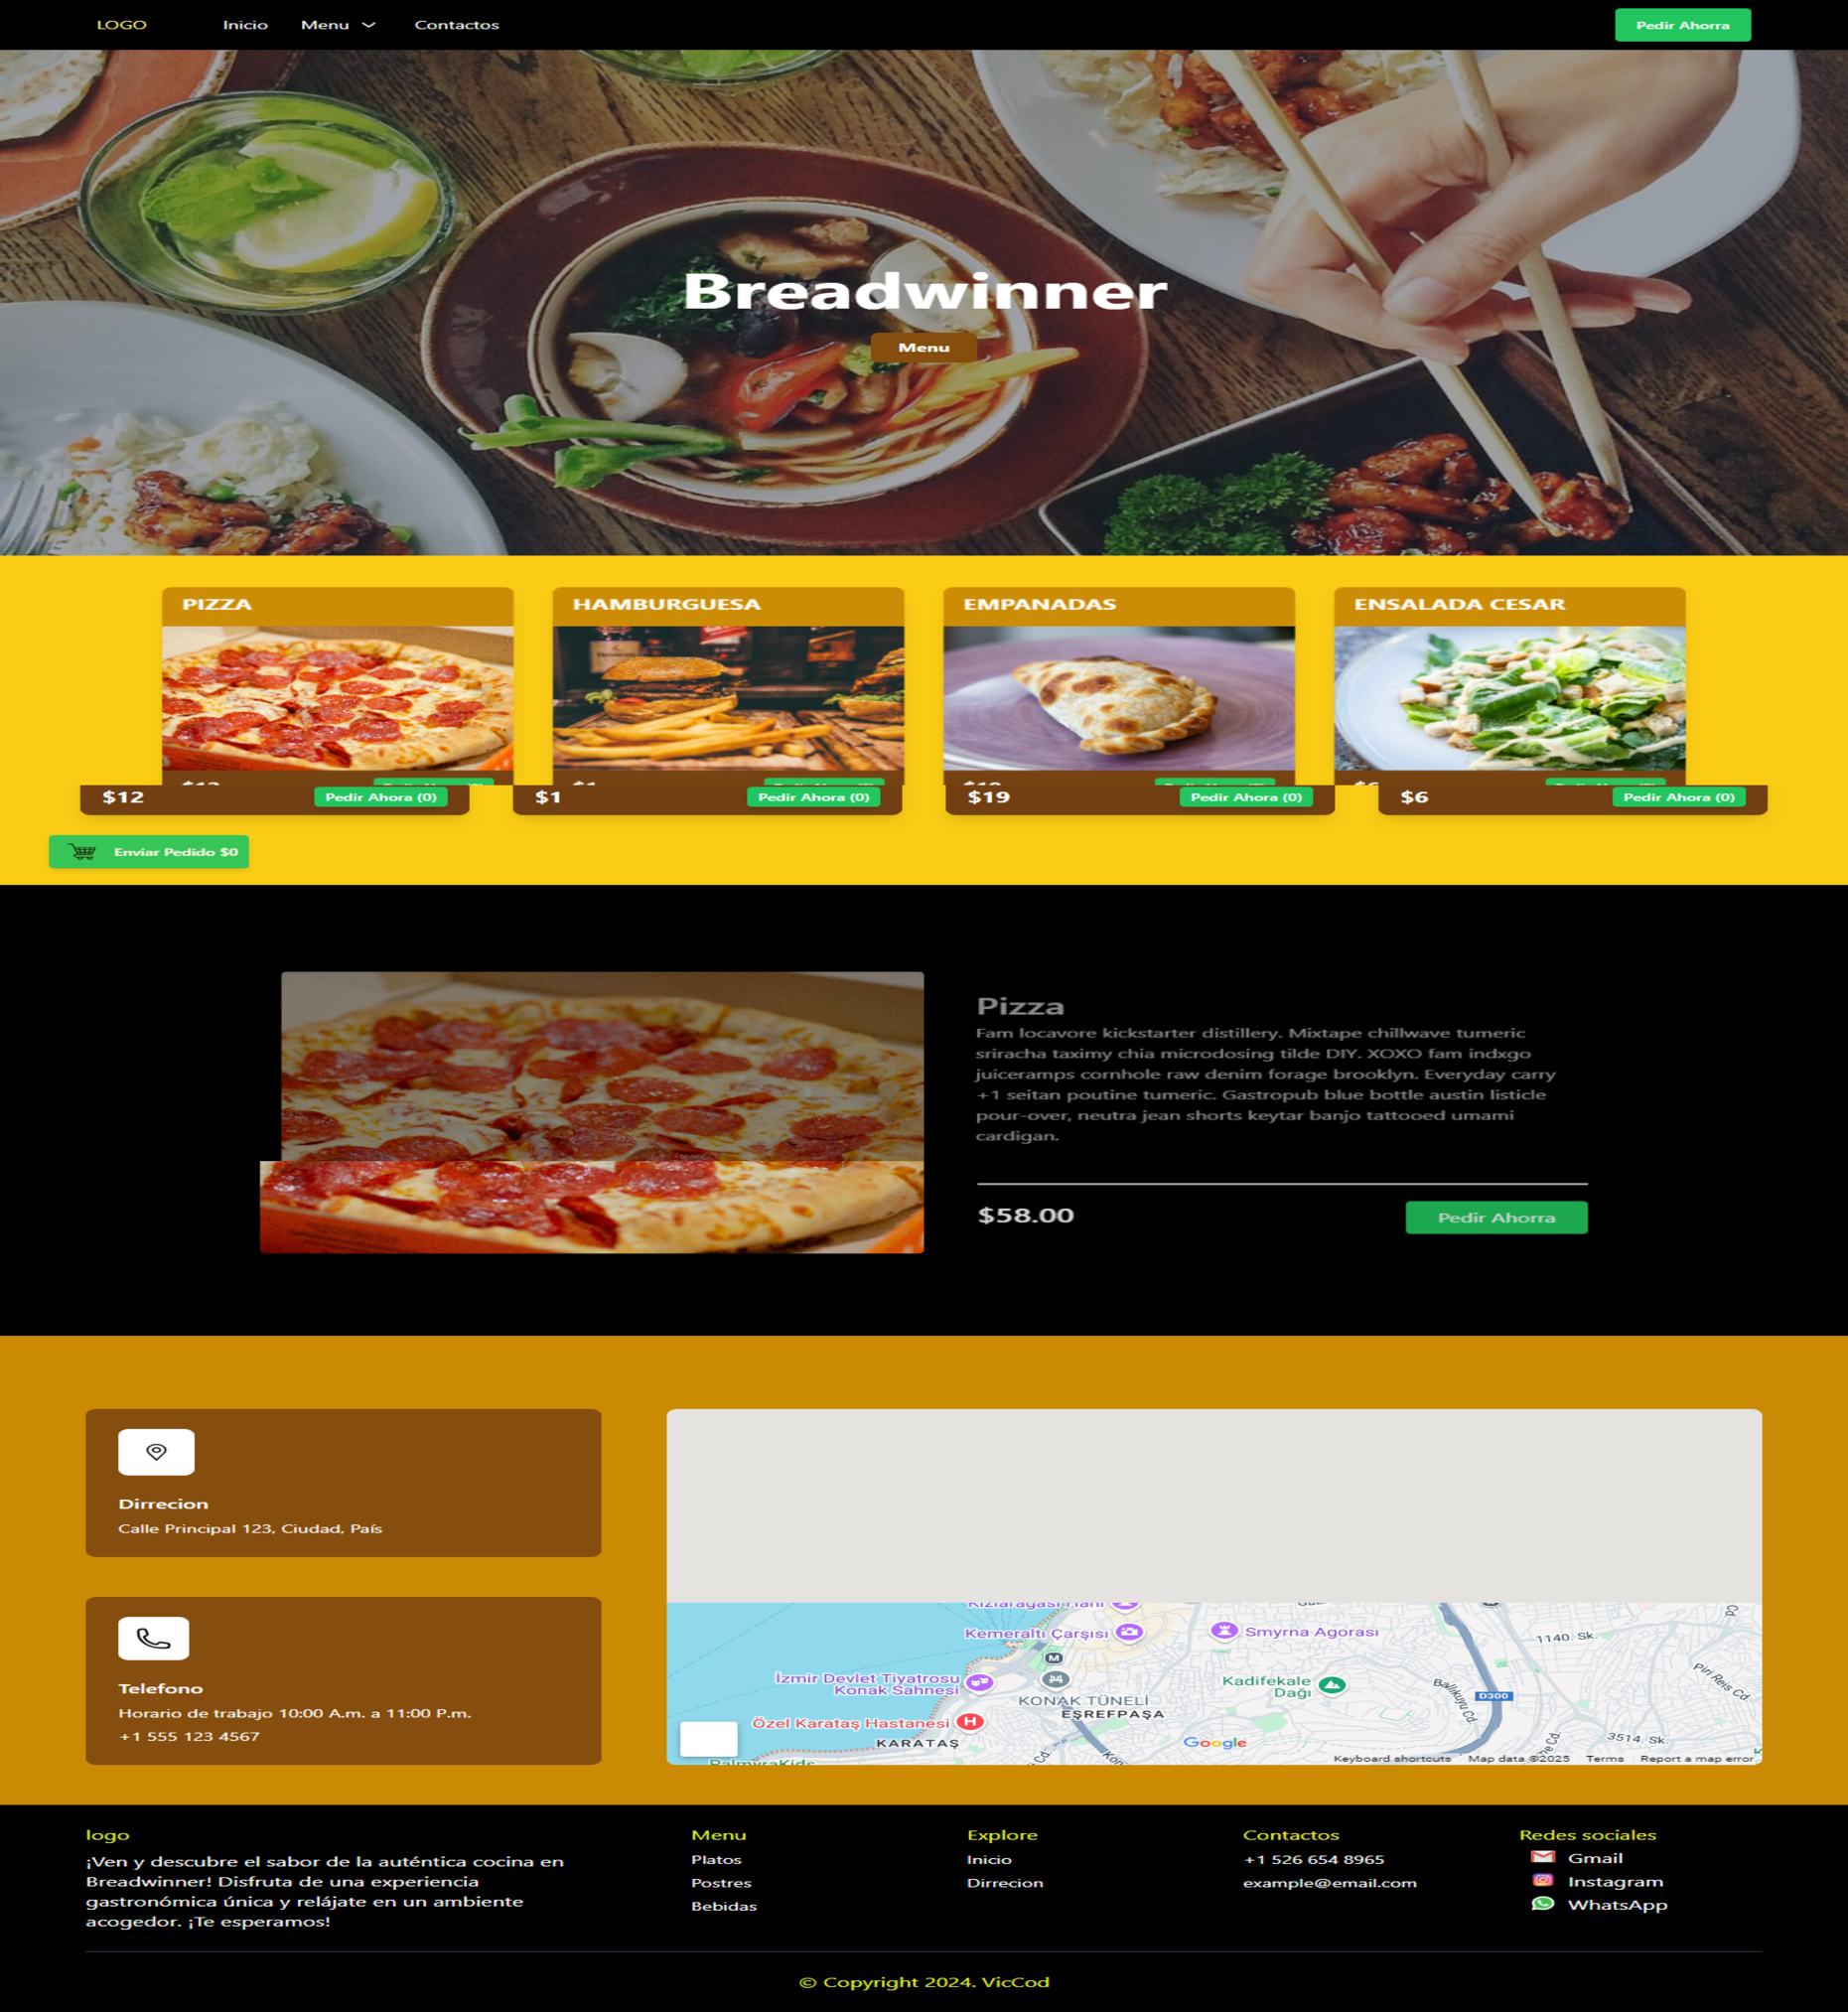 LOGO
Inicio
Menu
Contactos
Pedir Ahorra
Breadwinner
Menu
PIZZA
HAMBURGUESA
EMPANADAS
ENSALADA CESAR
$12
Pedir Ahora (0)
$1
Pedir Ahora (0)
$19
Pedir Ahora (0)
$6
Pedir Ahora (0)
Enviar Pedido $0
Pizza
Fam locavore kickstarter distillery. Mixtape chillwave tumeric
sriracha taximy chia microdosing tilde DIY. XOXO fam indxgo
juiceramps cornhole raw denim forage brooklyn. Everyday carry
+1 seitan poutine tumeric. Gastropub blue bottle austin listicle
pour-over, neutra jean shorts keytar banjo tattooed umami
cardigan.
$58.00
Pedir Ahorra
Dirrecion
Calle Principal 123, Ciudad, País
Telefono
Horario de trabajo 10:00 A.m. a 11:00 P.m.
+1 555 123 4567
Kemeraltı Çarşısı
Smyrna Agorası
1140. Sk.
M
İzmir Devlet Tiyatrosu
Konak Sahnesi
Kadifekale
Dağı
Ballıkuyu Cd.
D300
Piri Reis Cd.
KONAK TÜNELİ
EŞREFPAŞA
Özel Karataş Hastanesi
H
KARATAŞ
Google
3514. Sk.
PalmyraKids
Keyboard shortcuts
Map data ©2025
Terms
Report a map error
logo
¡Ven y descubre el sabor de la auténtica cocina en
Breadwinner! Disfruta de una experiencia
gastronómica única y relájate en un ambiente
acogedor. ¡Te esperamos!
Menu
Platos
Postres
Bebidas
Explore
Inicio
Dirrecion
Contactos
+1 526 654 8965
example@email.com
Redes sociales
Gmail
Instagram
WhatsApp
© Copyright 2024. VicCod